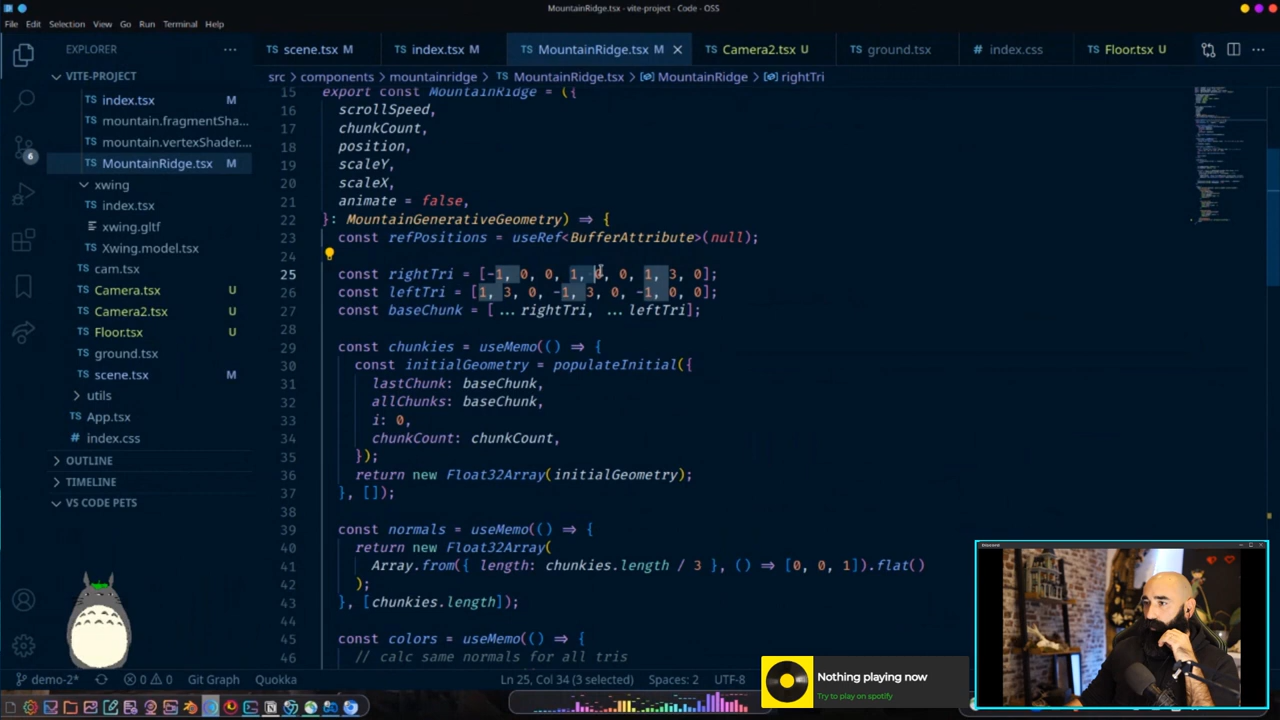 MountainRidge.tsx - vite-project - Code - OSS
File Edit Selection View Go Run Terminal Help
EXPLORER
scene.tsx M
index.tsx M
MountainRidge.tsx M
Camera2.tsx U
ground.tsx
index.css
Floor.tsx U
VITE-PROJECT
src > components > mountainridge > MountainRidge.tsx > MountainRidge > rightTri
index.tsx M
mountain.fragmentSha...
mountain.vertexShader....
MountainRidge.tsx M
xwing
index.tsx
xwing.gltf
Xwing.model.tsx
cam.tsx
Camera.tsx U
Camera2.tsx U
Floor.tsx U
ground.tsx
scene.tsx M
utils
App.tsx
index.css
OUTLINE
TIMELINE
VS CODE PETS
6
15 export const MountainRidge = ({
16 scrollSpeed,
17 chunkCount,
18 position,
19 scaleY,
20 scaleX,
21 animate = false,
22 }: MountainGenerativeGeometry) => {
23 const refPositions = useRef<BufferAttribute>(null);
24
25 const rightTri = [-1, 0, 0, 1, 0, 0, 1, 3, 0];
26 const leftTri = [1, 3, 0, -1, 3, 0, -1, 0, 0];
27 const baseChunk = [...rightTri, ...leftTri];
28
29 const chunkies = useMemo(() => {
30 const initialGeometry = populateInitial({
31 lastChunk: baseChunk,
32 allChunks: baseChunk,
33 i: 0,
34 chunkCount: chunkCount,
35 });
36 return new Float32Array(initialGeometry);
37 }, []);
38
39 const normals = useMemo(() => {
40 return new Float32Array(
41 Array.from({ length: chunkies.length / 3 }, () => [0, 0, 1]).flat()
42 );
43 }, [chunkies.length]);
44
45 const colors = useMemo(() => {
46 // calc same normals for all tris
Discord
Nothing playing now
Try to play on spotify
demo-2* 0 0 Git Graph Quokka Ln 25, Col 34 (3 selected) Spaces: 2 UTF-8